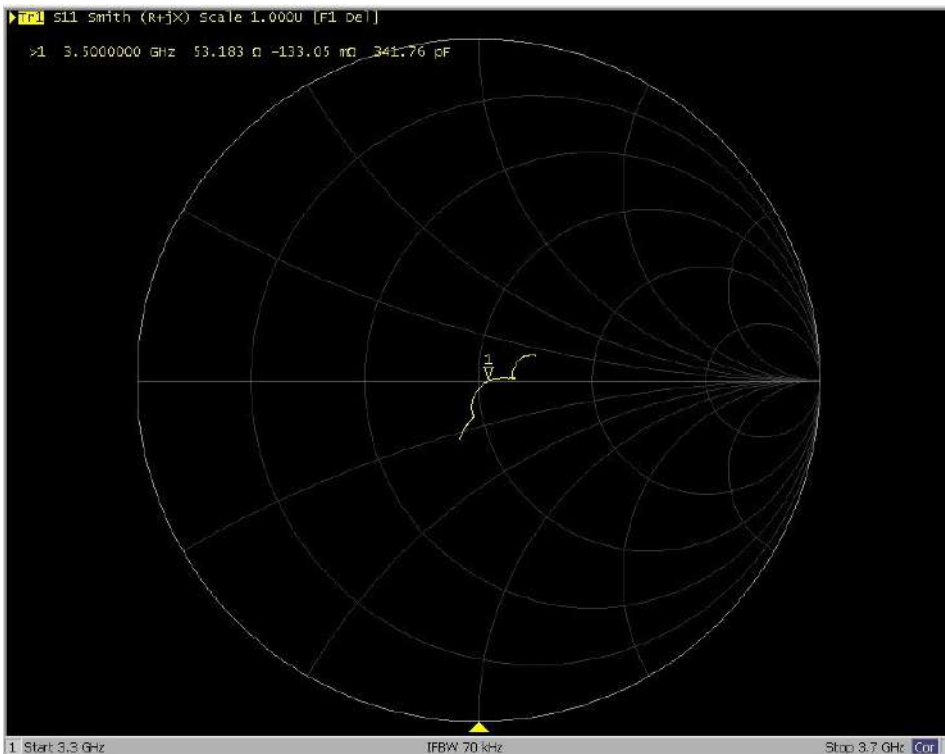 Tr1 S11 Smith (R+jX) Scale 1.000U [F1 Del]
>1 3.5000000 GHz 53.183 Ω -133.05 mΩ 341.76 pF
1
1 Start 3.3 GHz IFBW 70 kHz Stop 3.7 GHz Cor